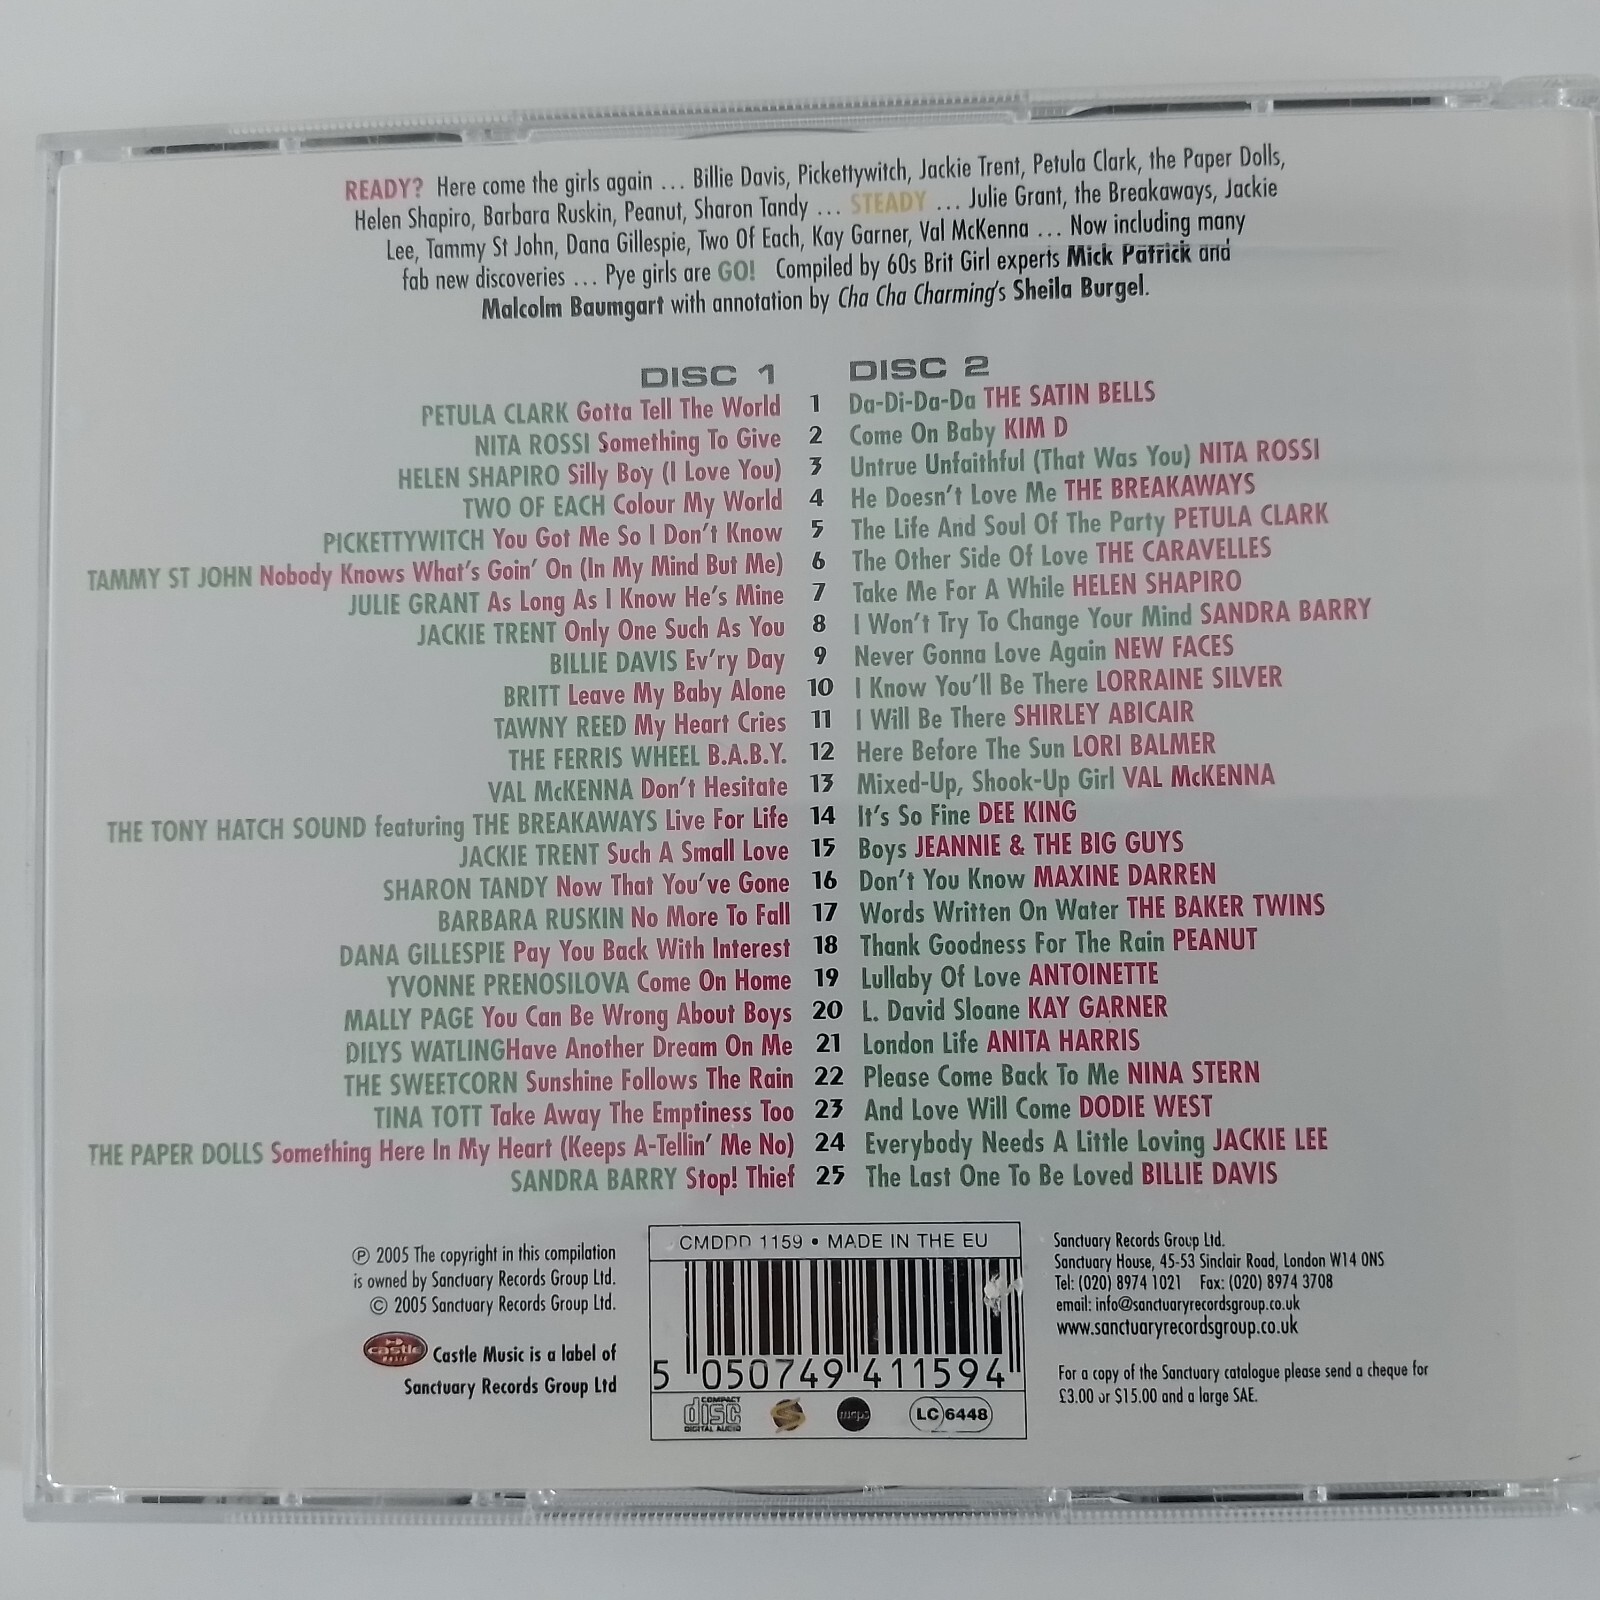 READY? Here come the girls again ... Billie Davis, Pickettywitch, Jackie Trent, Petula Clark, the Paper Dolls,
Helen Shapiro, Barbara Ruskin, Peanut, Sharon Tandy ... STEADY ... Julie Grant, the Breakaways, Jackie
Lee, Tammy St John, Dana Gillespie, Two Of Each, Kay Garner, Val McKenna ... Now including many
fab new discoveries ... Pye girls are GO! Compiled by 60s Brit Girl experts Mick Patrick and
Malcolm Baumgart with annotation by Cha Cha Charming's Sheila Burgel.
DISC 1
PETULA CLARK Gotta Tell The World 1
NITA ROSSI Something To Give 2
HELEN SHAPIRO Silly Boy (I Love You) 3
TWO OF EACH Colour My World 4
PICKETTYWITCH You Got Me So I Don't Know 5
TAMMY ST JOHN Nobody Knows What's Goin' On (In My Mind But Me) 6
JULIE GRANT As Long As I Know He's Mine 7
JACKIE TRENT Only One Such As You 8
BILLIE DAVIS Ev'ry Day 9
BRITT Leave My Baby Alone 10
TAWNY REED My Heart Cries 11
THE FERRIS WHEEL B.A.B.Y. 12
VAL McKENNA Don't Hesitate 13
THE TONY HATCH SOUND featuring THE BREAKAWAYS Live For Life 14
JACKIE TRENT Such A Small Love 15
SHARON TANDY Now That You've Gone 16
BARBARA RUSKIN No More To Fall 17
DANA GILLESPIE Pay You Back With Interest 18
YVONNE PRENOSILOVA Come On Home 19
MALLY PAGE You Can Be Wrong About Boys 20
DILYS WATLINGHave Another Dream On Me 21
THE SWEETCORN Sunshine Follows The Rain 22
TINA TOTT Take Away The Emptiness Too 23
THE PAPER DOLLS Something Here In My Heart (Keeps A-Tellin' Me No) 24
SANDRA BARRY Stop! Thief 25
DISC 2
Da-Di-Da-Da THE SATIN BELLS
Come On Baby KIM D
Untrue Unfaithful (That Was You) NITA ROSSI
He Doesn't Love Me THE BREAKAWAYS
The Life And Soul Of The Party PETULA CLARK
The Other Side Of Love THE CARAVELLES
Take Me For A While HELEN SHAPIRO
I Won't Try To Change Your Mind SANDRA BARRY
Never Gonna Love Again NEW FACES
I Know You'll Be There LORRAINE SILVER
I Will Be There SHIRLEY ABICAIR
Here Before The Sun LORI BALMER
Mixed-Up, Shook-Up Girl VAL McKENNA
It's So Fine DEE KING
Boys JEANNIE & THE BIG GUYS
Don't You Know MAXINE DARREN
Words Written On Water THE BAKER TWINS
Thank Goodness For The Rain PEANUT
Lullaby Of Love ANTOINETTE
L. David Sloane KAY GARNER
London Life ANITA HARRIS
Please Come Back To Me NINA STERN
And Love Will Come DODIE WEST
Everybody Needs A Little Loving JACKIE LEE
The Last One To Be Loved BILLIE DAVIS
℗ 2005 The copyright in this compilation
is owned by Sanctuary Records Group Ltd.
© 2005 Sanctuary Records Group Ltd.
castle
MUSIC
Castle Music is a label of
Sanctuary Records Group Ltd
CMDDD 1159 • MADE IN THE EU
5 050749 411594
COMPACT
disc
DIGITAL AUDIO
mcps
LC 6448
Sanctuary Records Group Ltd.
Sanctuary House, 45-53 Sinclair Road, London W14 0NS
Tel: (020) 8974 1021 Fax: (020) 8974 3708
email: info@sanctuaryrecordsgroup.co.uk
www.sanctuaryrecordsgroup.co.uk
For a copy of the Sanctuary catalogue please send a cheque for
£3.00 or $15.00 and a large SAE.